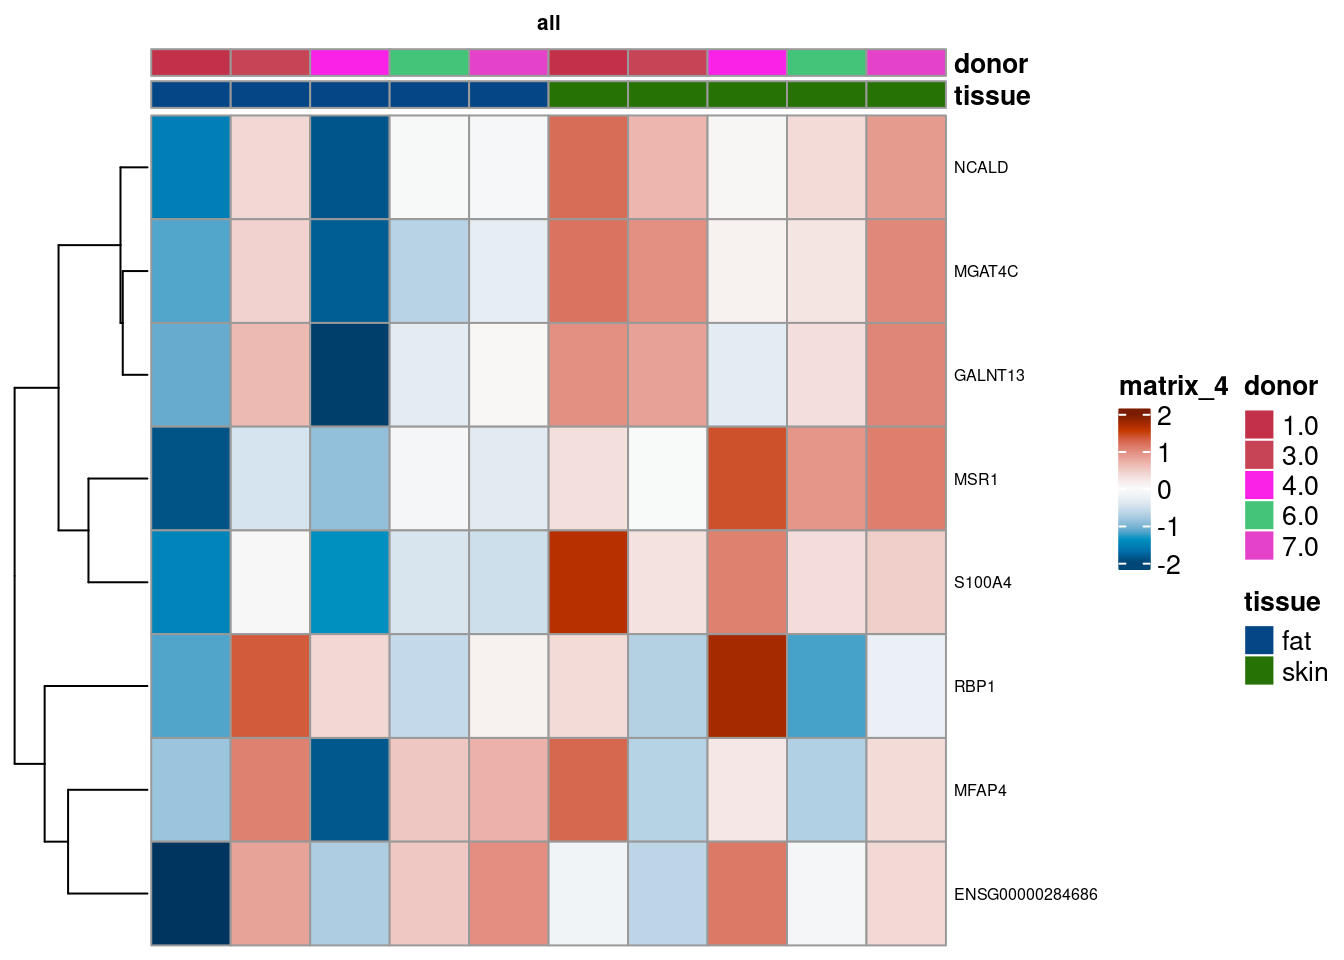 all
donor
tissue
NCALD
MGAT4C
GALNT13
MSR1
S100A4
RBP1
MFAP4
ENSG00000284686
matrix_4
2
1
0
-1
-2
donor
1.0
3.0
4.0
6.0
7.0
tissue
fat
skin